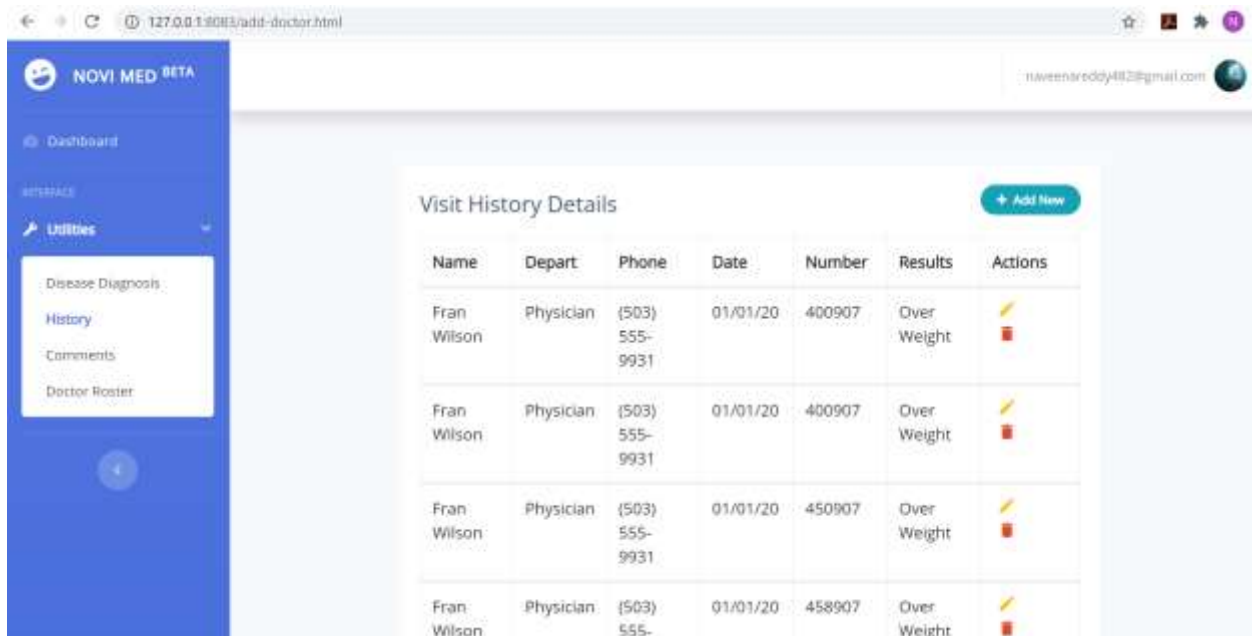 127.0.0.1:8083/add-doctor.html
N
NOVI MED BETA
naveenareddy482@gmail.com
Dashboard
INTERFACE
Utilities
Disease Diagnosis
History
Comments
Doctor Roster
Visit History Details
+ Add New
Name Depart Phone Date Number Results Actions
Fran Physician (503) 01/01/20 400907 Over
Wilson 555- Weight
9931
Fran Physician (503) 01/01/20 400907 Over
Wilson 555- Weight
9931
Fran Physician (503) 01/01/20 450907 Over
Wilson 555- Weight
9931
Fran Physician (503) 01/01/20 458907 Over
Wilson 555- Weight